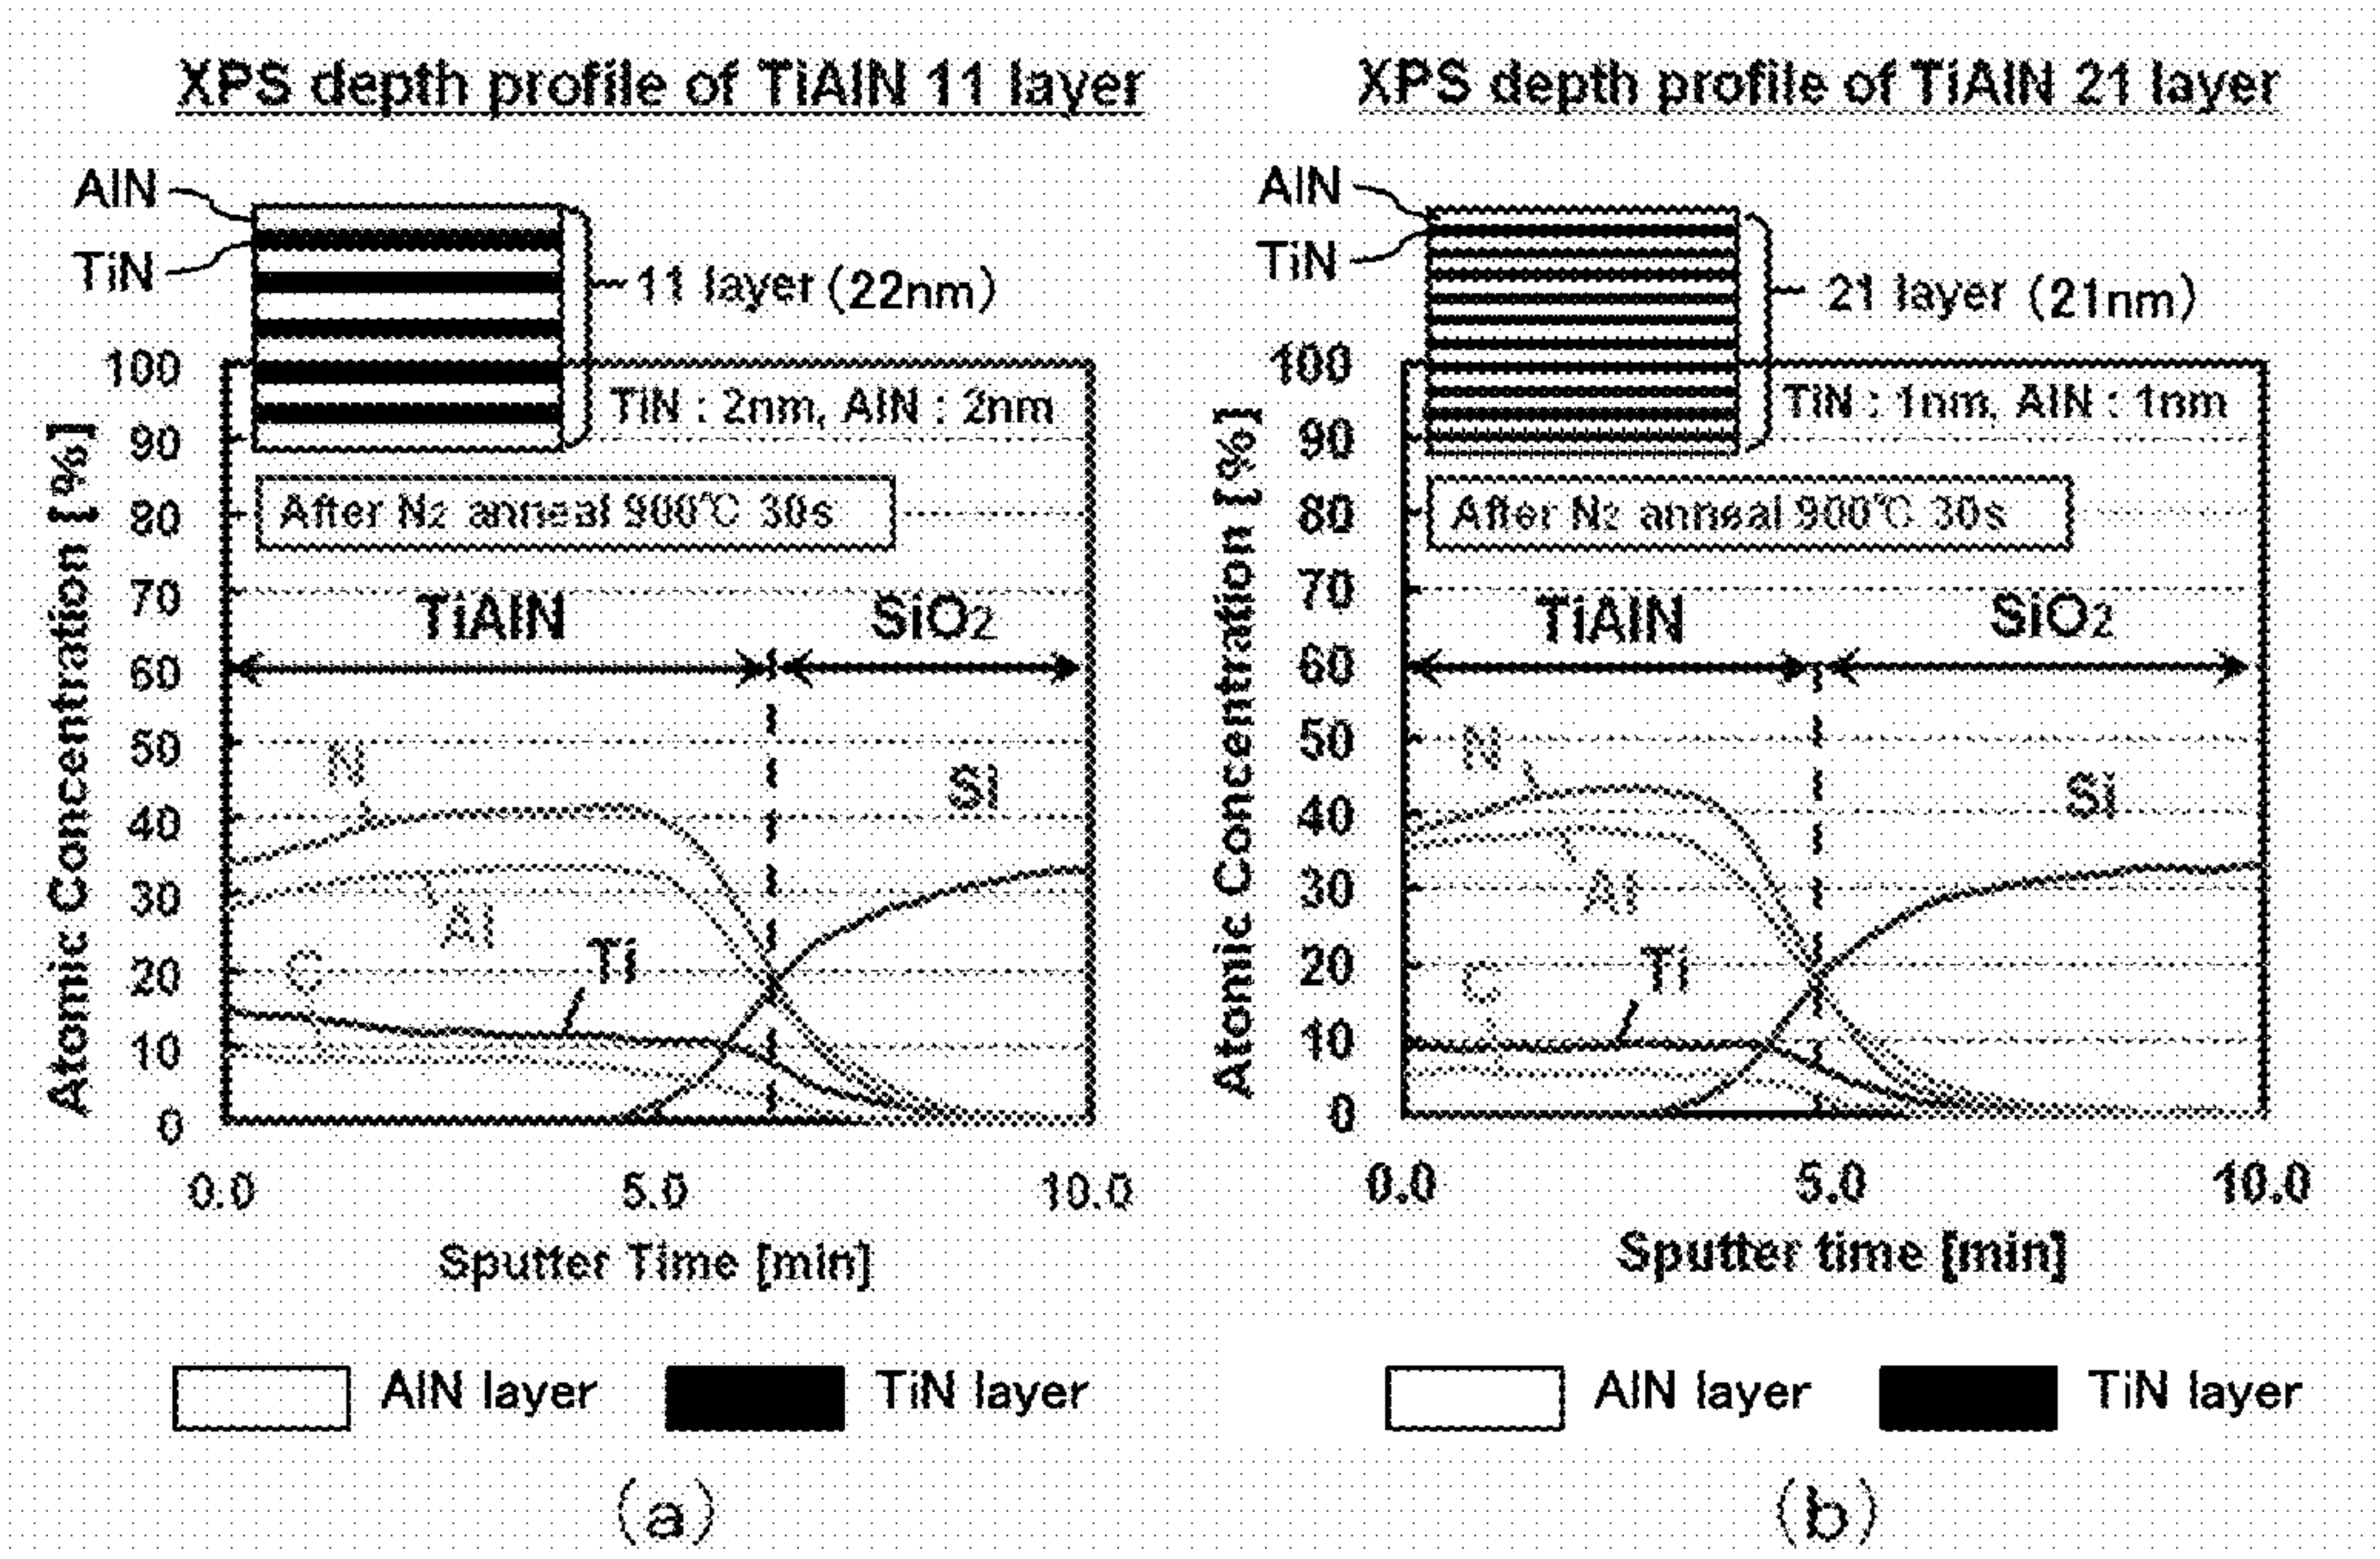 XPS depth profile of TiAlN 11 layer
AlN
TiN
11 layer (22nm)
TiN : 2nm, AlN : 2nm
After N2 anneal 900℃ 30s
TiAlN
SiO2
N
Si
Al
Ti
C
Atomic Concentration [%]
100
90
80
70
60
50
40
30
20
10
0
0.0
5.0
10.0
Sputter Time [min]
AlN layer
TiN layer
(a)
XPS depth profile of TiAlN 21 layer
AlN
TiN
21 layer (21nm)
TiN : 1nm, AlN : 1nm
After N2 anneal 900℃ 30s
TiAlN
SiO2
N
Si
Al
Ti
C
Atomic Concentration [%]
100
90
80
70
60
50
40
30
20
10
0
0.0
5.0
10.0
Sputter time [min]
AlN layer
TiN layer
(b)